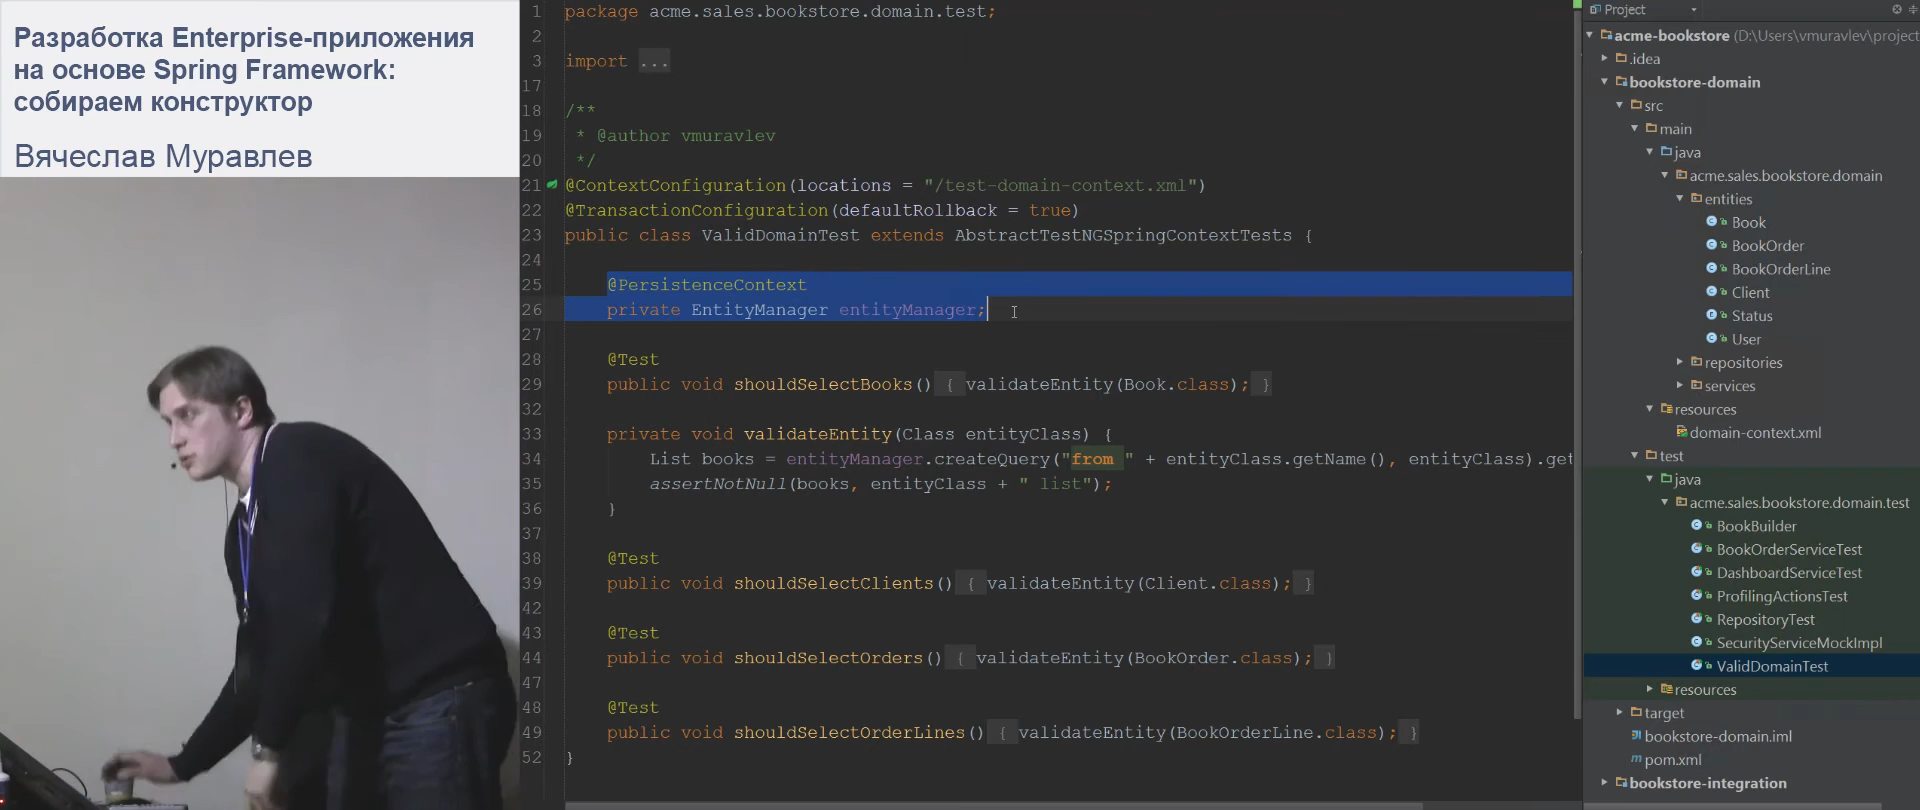 Разработка Enterprise-приложения
на основе Spring Framework:
собираем конструктор
Вячеслав Муравлев
1 package acme.sales.bookstore.domain.test;
2
3 import ...
17
18 /**
19 * @author vmuravlev
20 */
21 @ContextConfiguration(locations = "/test-domain-context.xml")
22 @TransactionConfiguration(defaultRollback = true)
23 public class ValidDomainTest extends AbstractTestNGSpringContextTests {
24
25 @PersistenceContext
26 private EntityManager entityManager;
27
28 @Test
29 public void shouldSelectBooks() { validateEntity(Book.class); }
32
33 private void validateEntity(Class entityClass) {
34 List books = entityManager.createQuery("from " + entityClass.getName(), entityClass).get
35 assertNotNull(books, entityClass + " list");
36 }
37
38 @Test
39 public void shouldSelectClients() { validateEntity(Client.class); }
42
43 @Test
44 public void shouldSelectOrders() { validateEntity(BookOrder.class); }
47
48 @Test
49 public void shouldSelectOrderLines() { validateEntity(BookOrderLine.class); }
52 }
Project
acme-bookstore (D:\Users\vmuravlev\project
.idea
bookstore-domain
src
main
java
acme.sales.bookstore.domain
entities
Book
BookOrder
BookOrderLine
Client
Status
User
repositories
services
resources
domain-context.xml
test
java
acme.sales.bookstore.domain.test
BookBuilder
BookOrderServiceTest
DashboardServiceTest
ProfilingActionsTest
RepositoryTest
SecurityServiceMockImpl
ValidDomainTest
resources
target
bookstore-domain.iml
pom.xml
bookstore-integration